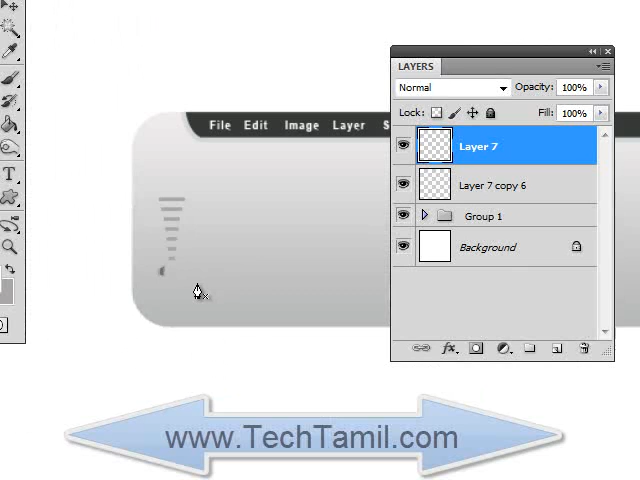 LAYERS
Normal
Opacity: 100%
File Edit Image Layer S
Lock:
Fill: 100%
Layer 7
Layer 7 copy 6
Group 1
Background
www.TechTamil.com